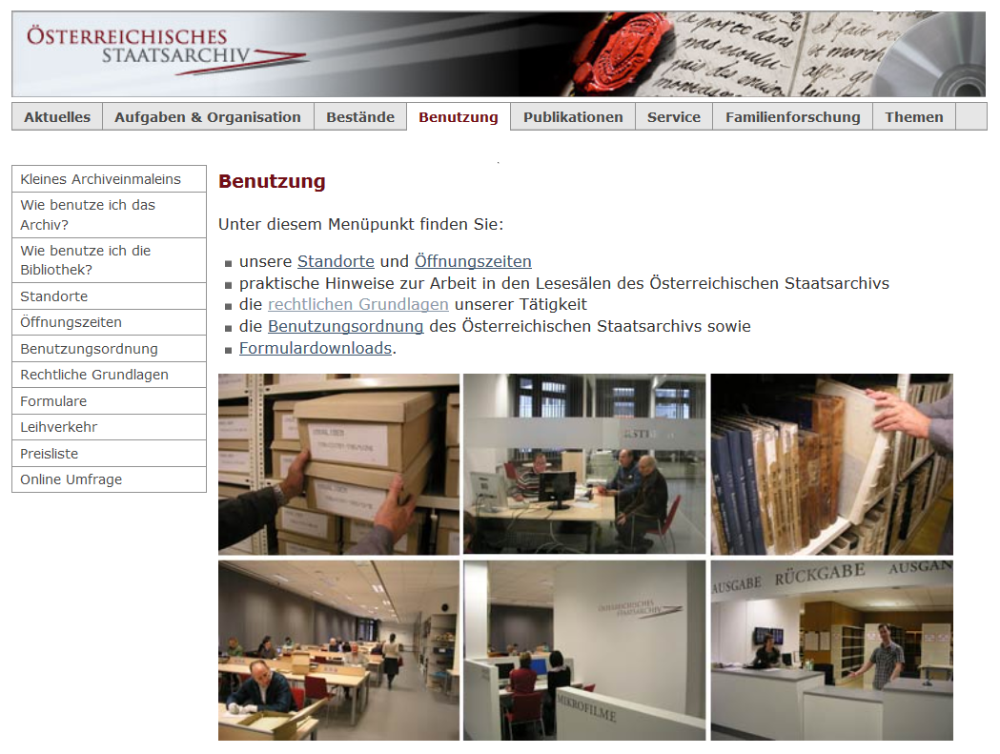 ÖSTERREICHISCHES
STAATSARCHIV
Aktuelles
Aufgaben & Organisation
Bestände
Benutzung
Publikationen
Service
Familienforschung
Themen
Kleines Archiveinmaleins
Wie benutze ich das
Archiv?
Wie benutze ich die
Bibliothek?
Standorte
Öffnungszeiten
Benutzungsordnung
Rechtliche Grundlagen
Formulare
Leihverkehr
Preisliste
Online Umfrage
Benutzung
Unter diesem Menüpunkt finden Sie:
unsere Standorte und Öffnungszeiten
praktische Hinweise zur Arbeit in den Lesesälen des Österreichischen Staatsarchivs
die rechtlichen Grundlagen unserer Tätigkeit
die Benutzungsordnung des Österreichischen Staatsarchivs sowie
Formulardownloads.
ÖSTERREICHISCHES
STAATSARCHIV
MIKROFILME
AUSGABE RÜCKGABE AUSGAN